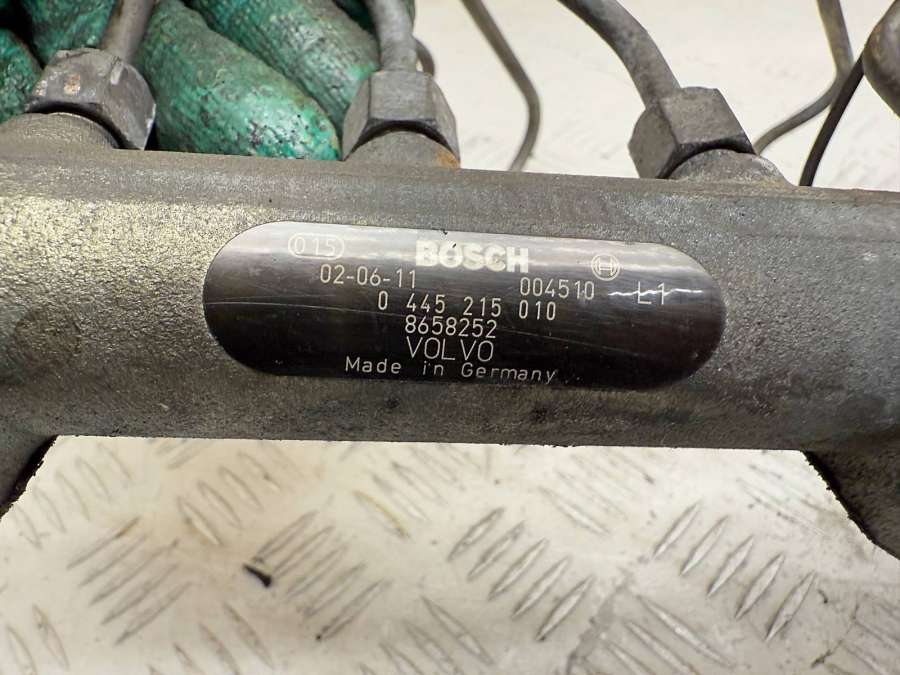 015 BOSCH
02-06-11 004510 L1
0 445 215 010
8658252
VOLVO
Made in Germany